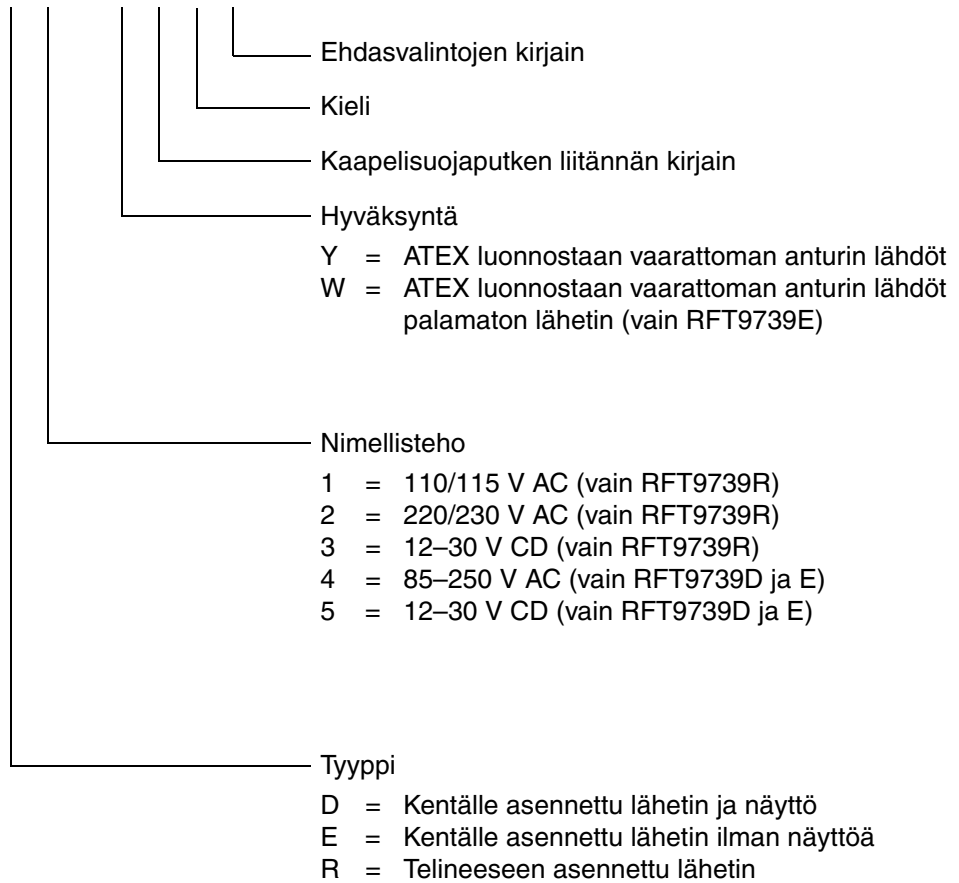 Ehdasvalintojen kirjain
Kieli
Kaapelisuojaputken liitännän kirjain
Hyväksyntä
Y = ATEX luonnostaan vaarattoman anturin lähdöt
W = ATEX luonnostaan vaarattoman anturin lähdöt
palamaton lähetin (vain RFT9739E)
Nimellisteho
1 = 110/115 V AC (vain RFT9739R)
2 = 220/230 V AC (vain RFT9739R)
3 = 12–30 V CD (vain RFT9739R)
4 = 85–250 V AC (vain RFT9739D ja E)
5 = 12–30 V CD (vain RFT9739D ja E)
Tyyppi
D = Kentälle asennettu lähetin ja näyttö
E = Kentälle asennettu lähetin ilman näyttöä
R = Telineeseen asennettu lähetin